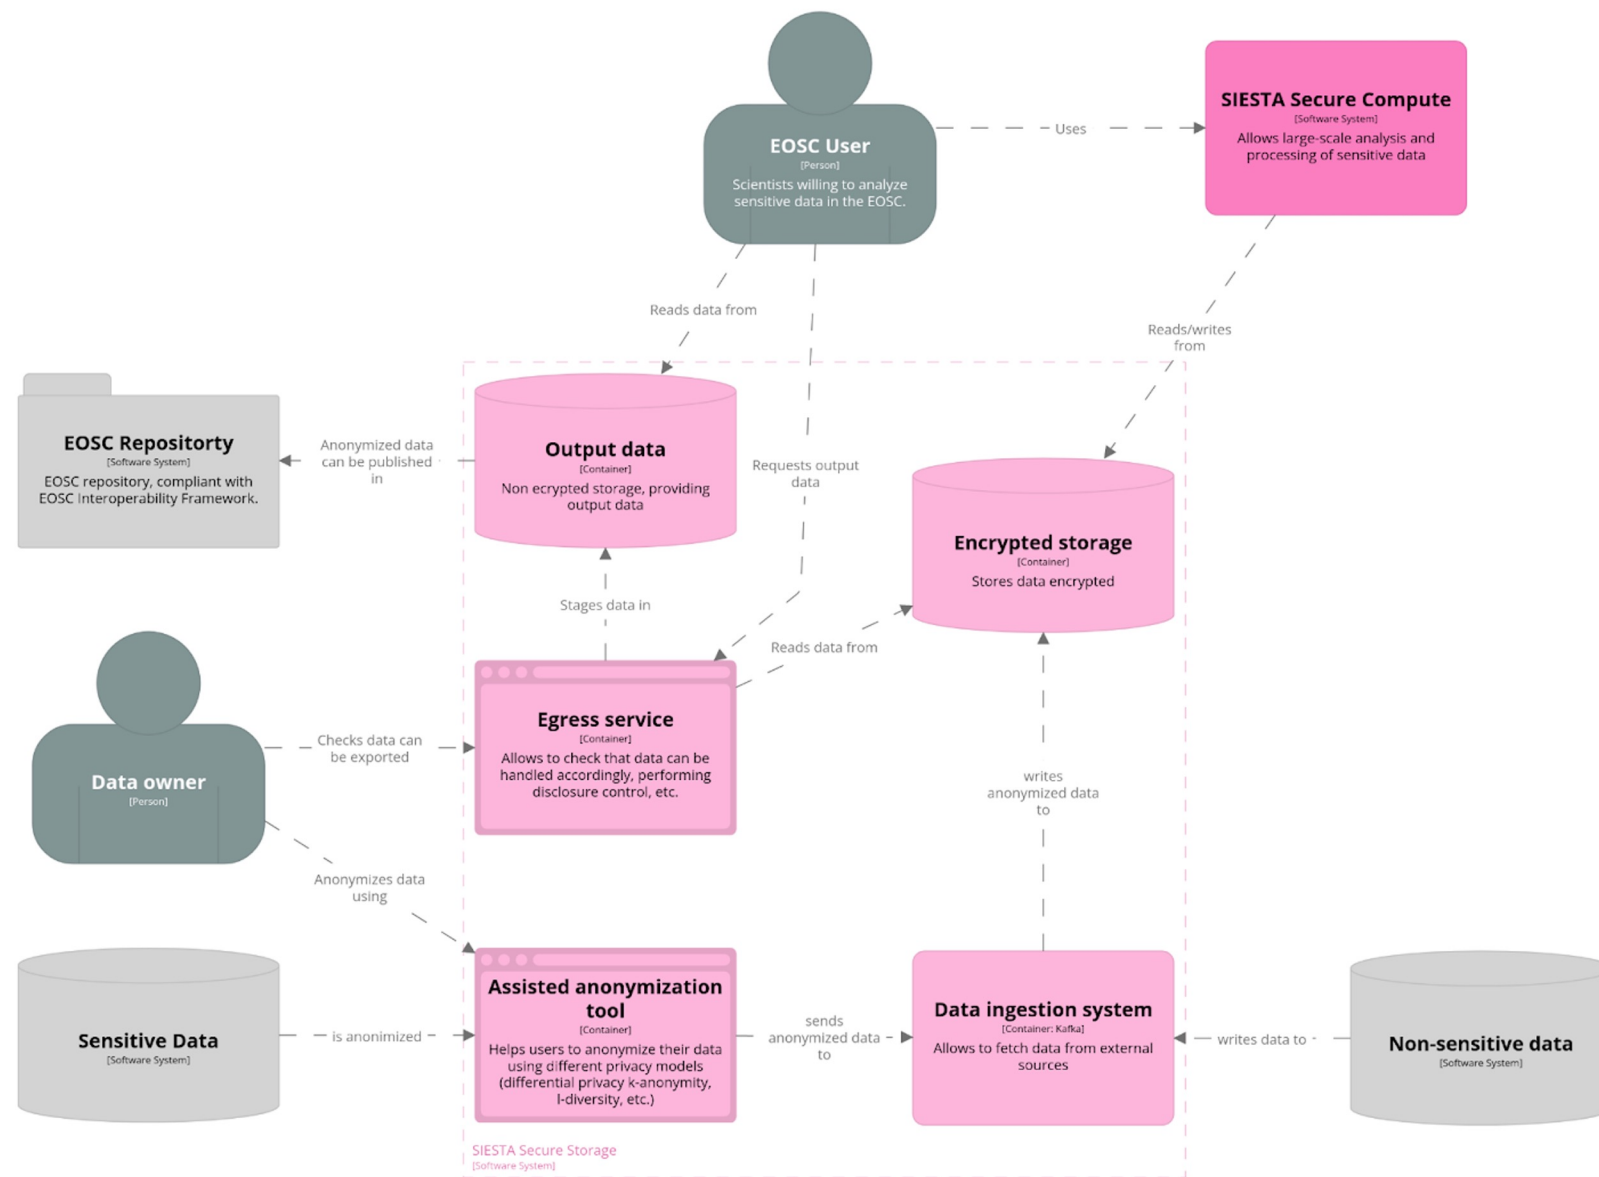 EOSC User
[Person]
Scientists willing to analyze
sensitive data in the EOSC.
Uses
SIESTA Secure Compute
[Software System]
Allows large-scale analysis and
processing of sensitive data
Reads data from
Reads/writes
from
EOSC Repositorty
[Software System]
EOSC repository, compliant with
EOSC Interoperability Framework.
Anonymized data
can be published
in
Output data
[Container]
Non ecrypted storage, providing
output data
Requests output
data
Encrypted storage
[Container]
Stores data encrypted
Stages data in
Reads data from
Data owner
[Person]
Checks data can
be exported
Egress service
[Container]
Allows to check that data can be
handled accordingly, performing
disclosure control, etc.
writes
anonymized data
to
Anonymizes data
using
Sensitive Data
[Software System]
is anonimized
Assisted anonymization
tool
[Container]
Helps users to anonymize their data
using different privacy models
(differential privacy k-anonymity,
l-diversity, etc.)
sends
anonymized data
to
Data ingestion system
[Container: Kafka]
Allows to fetch data from external
sources
writes data to
Non-sensitive data
[Software System]
SIESTA Secure Storage
[Software System]